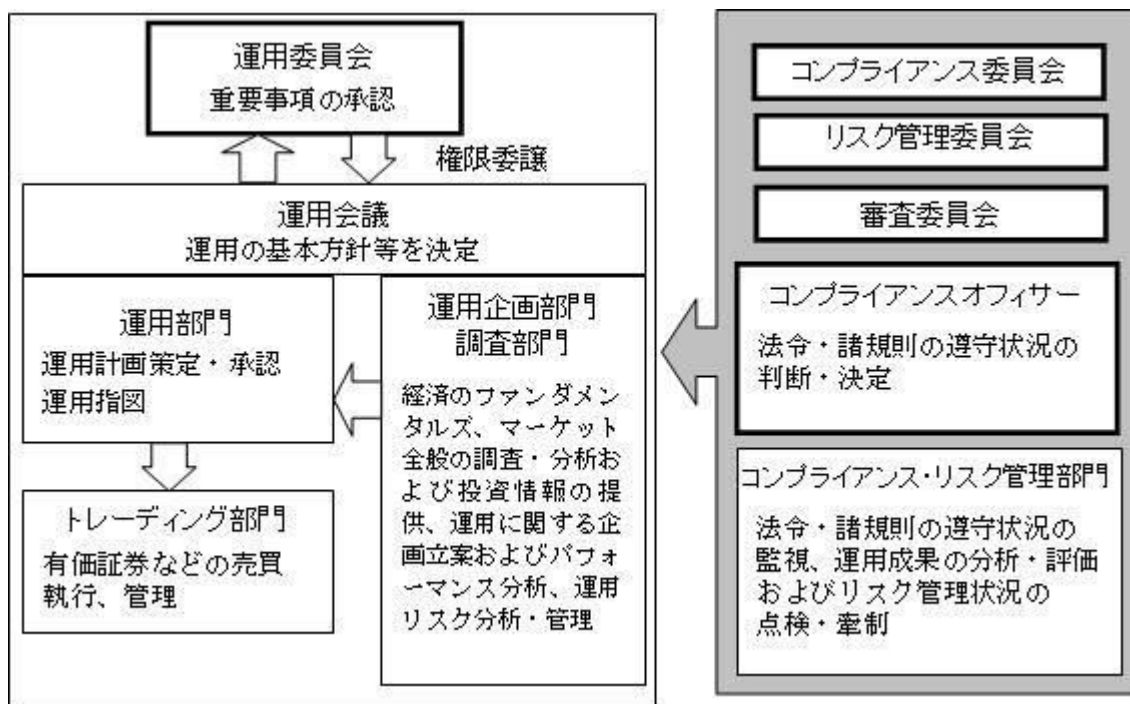 運用委員会
重要事項の承認
権限委譲
運用会議
運用の基本方針等を決定
運用部門
運用計画策定・承認
運用指図
トレーディング部門
有価証券などの売買
執行、管理
運用企画部門
調査部門
経済のファンダメン
タルズ、マーケット
全般の調査・分析お
よび投資情報の提
供、運用に関する企
画立案およびパフォ
ーマンス分析、運用
リスク分析・管理
コンプライアンス委員会
リスク管理委員会
審査委員会
コンプライアンスオフィサー
法令・諸規則の遵守状況の
判断・決定
コンプライアンス・リスク管理部門
法令・諸規則の遵守状況の
監視、運用成果の分析・評価
およびリスク管理状況の
点検・牽制